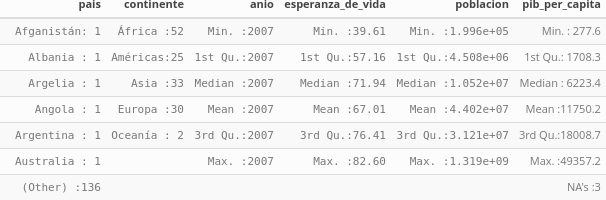 país continente anio esperanza_de_vida poblacion pib_per_capita
Afganistán: 1 África :52 Min. :2007 Min. :39.61 Min. :1.996e+05 Min. : 277.6
Albania : 1 Américas:25 1st Qu.:2007 1st Qu.:57.16 1st Qu.:4.508e+06 1st Qu.: 1708.3
Argelia : 1 Asia :33 Median :2007 Median :71.94 Median :1.052e+07 Median : 6223.4
Angola : 1 Europa :30 Mean :2007 Mean :67.01 Mean :4.402e+07 Mean :11750.2
Argentina : 1 Oceanía : 2 3rd Qu.:2007 3rd Qu.:76.41 3rd Qu.:3.121e+07 3rd Qu.:18008.7
Australia : 1 Max. :2007 Max. :82.60 Max. :1.319e+09 Max. :49357.2
(Other) :136 NA's :3